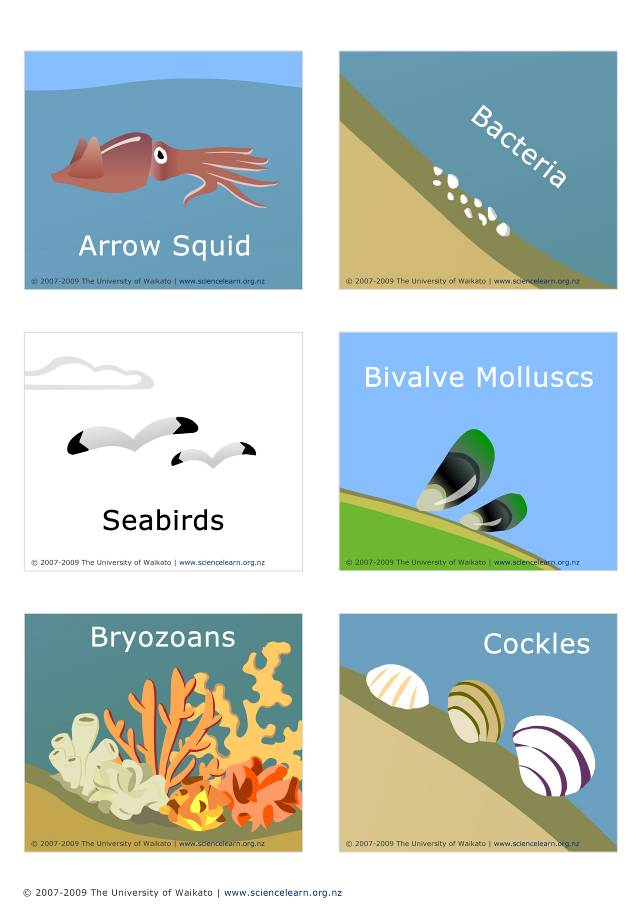 Arrow Squid
© 2007-2009 The University of Waikato | www.sciencelearn.org.nz
Bacteria
© 2007-2009 The University of Waikato | www.sciencelearn.org.nz
Seabirds
© 2007-2009 The University of Waikato | www.sciencelearn.org.nz
Bivalve Molluscs
© 2007-2009 The University of Waikato | www.sciencelearn.org.nz
Bryozoans
© 2007-2009 The University of Waikato | www.sciencelearn.org.nz
Cockles
© 2007-2009 The University of Waikato | www.sciencelearn.org.nz
© 2007-2009 The University of Waikato | www.sciencelearn.org.nz